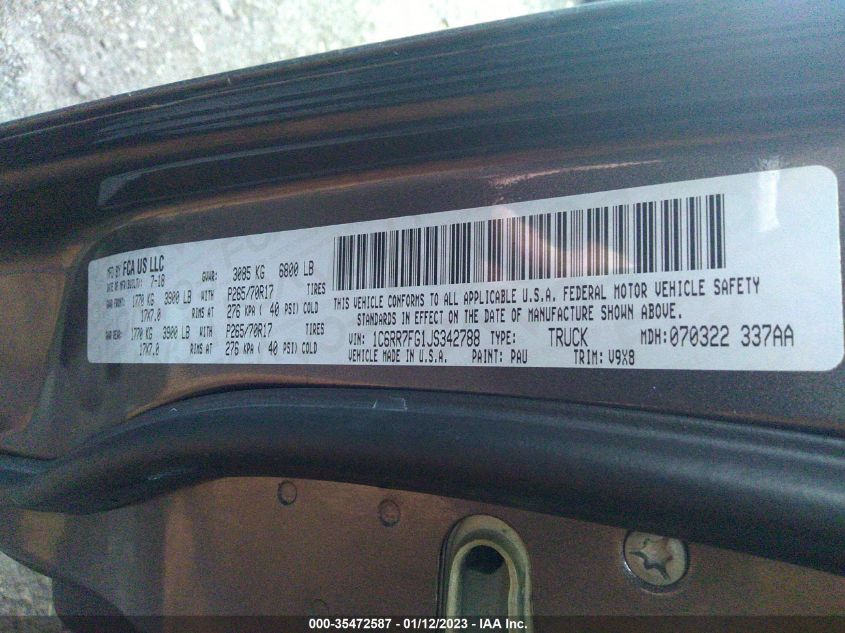 MFD BY FCA US LLC
DATE OF MFR 7-18 GVWR: 3085 KG 6800 LB
GAWR FRONT: 1770 KG 3900 LB WITH P265/70R17 TIRES
17X7.0 RIMS AT 276 KPA ( 40 PSI) COLD
GAWR REAR: 1770 KG 3900 LB WITH P265/70R17 TIRES
17X7.0 RIMS AT 276 KPA ( 40 PSI) COLD
THIS VEHICLE CONFORMS TO ALL APPLICABLE U.S.A. FEDERAL MOTOR VEHICLE SAFETY
STANDARDS IN EFFECT ON THE DATE OF MANUFACTURE SHOWN ABOVE.
VIN: 1C6RR7FG1JS342788 TYPE: TRUCK MDH: 070322 337AA
VEHICLE MADE IN U.S.A. PAINT: PAU TRIM: V9X8
000-35472587 - 01/12/2023 - IAA Inc.